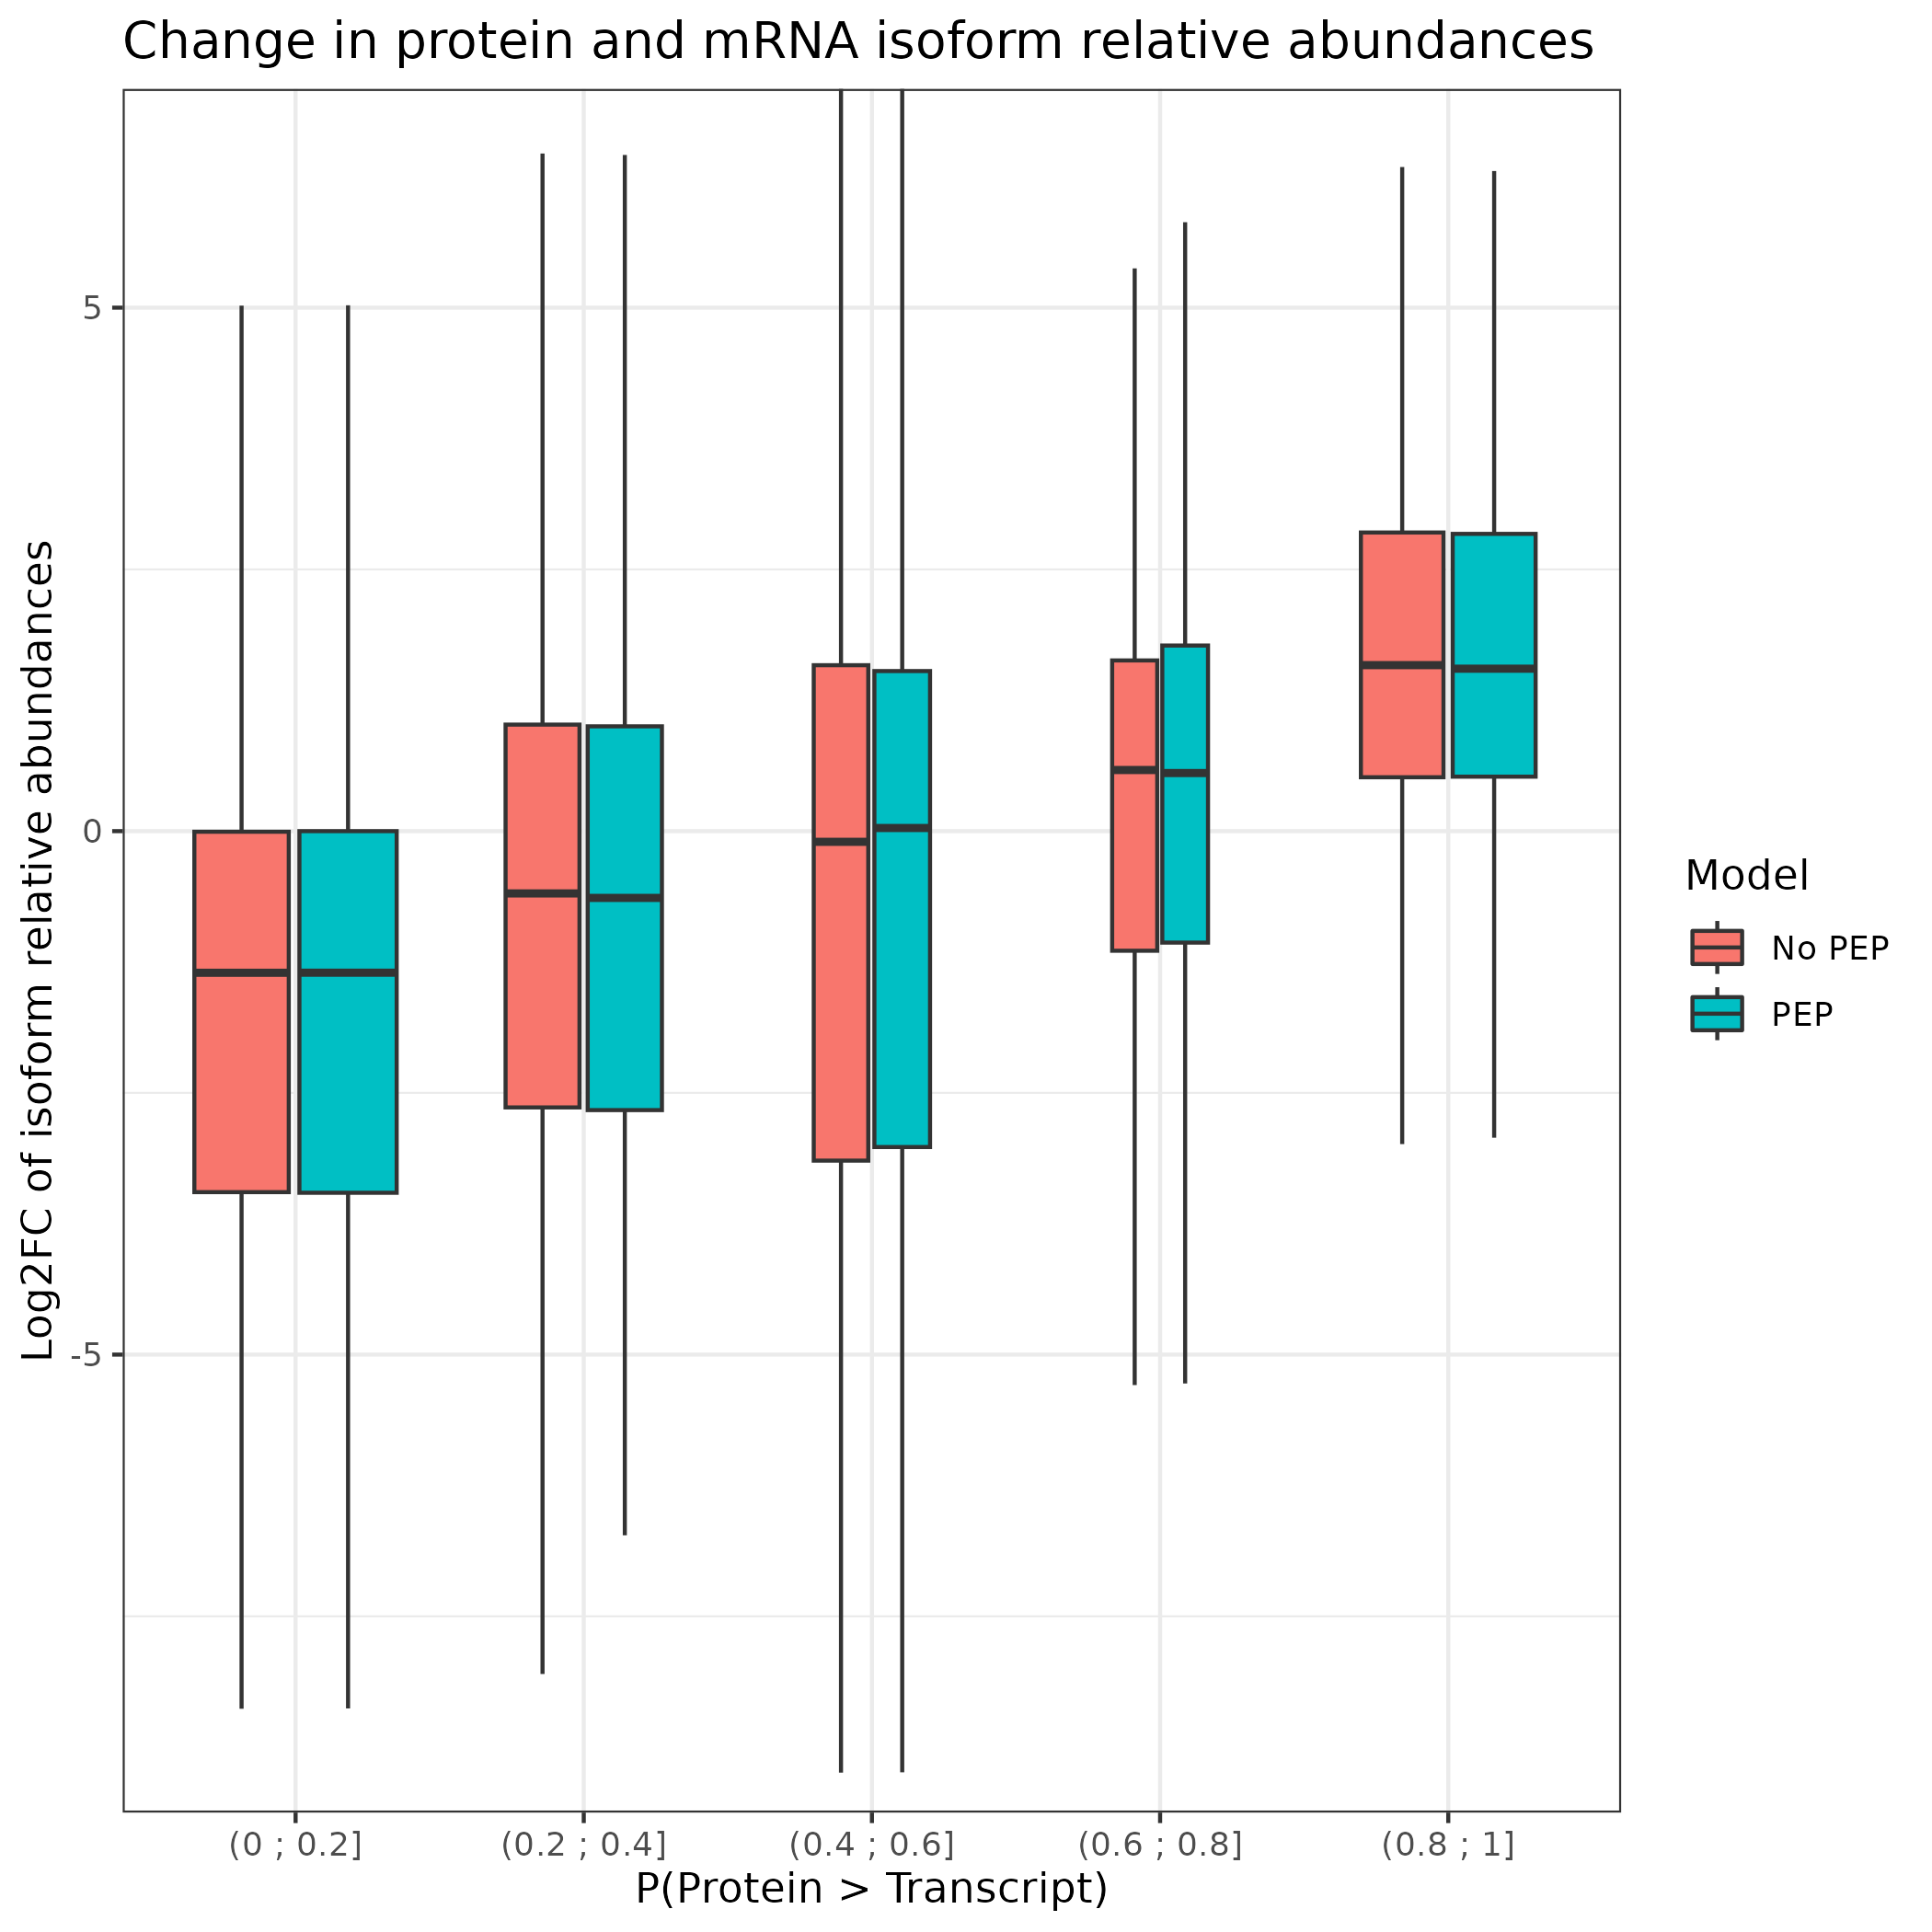 Change in protein and mRNA isoform relative abundances
Log2FC of isoform relative abundances
5
0
-5
(0 ; 0.2]
(0.2 ; 0.4]
(0.4 ; 0.6]
(0.6 ; 0.8]
(0.8 ; 1]
P(Protein > Transcript)
Model
No PEP
PEP